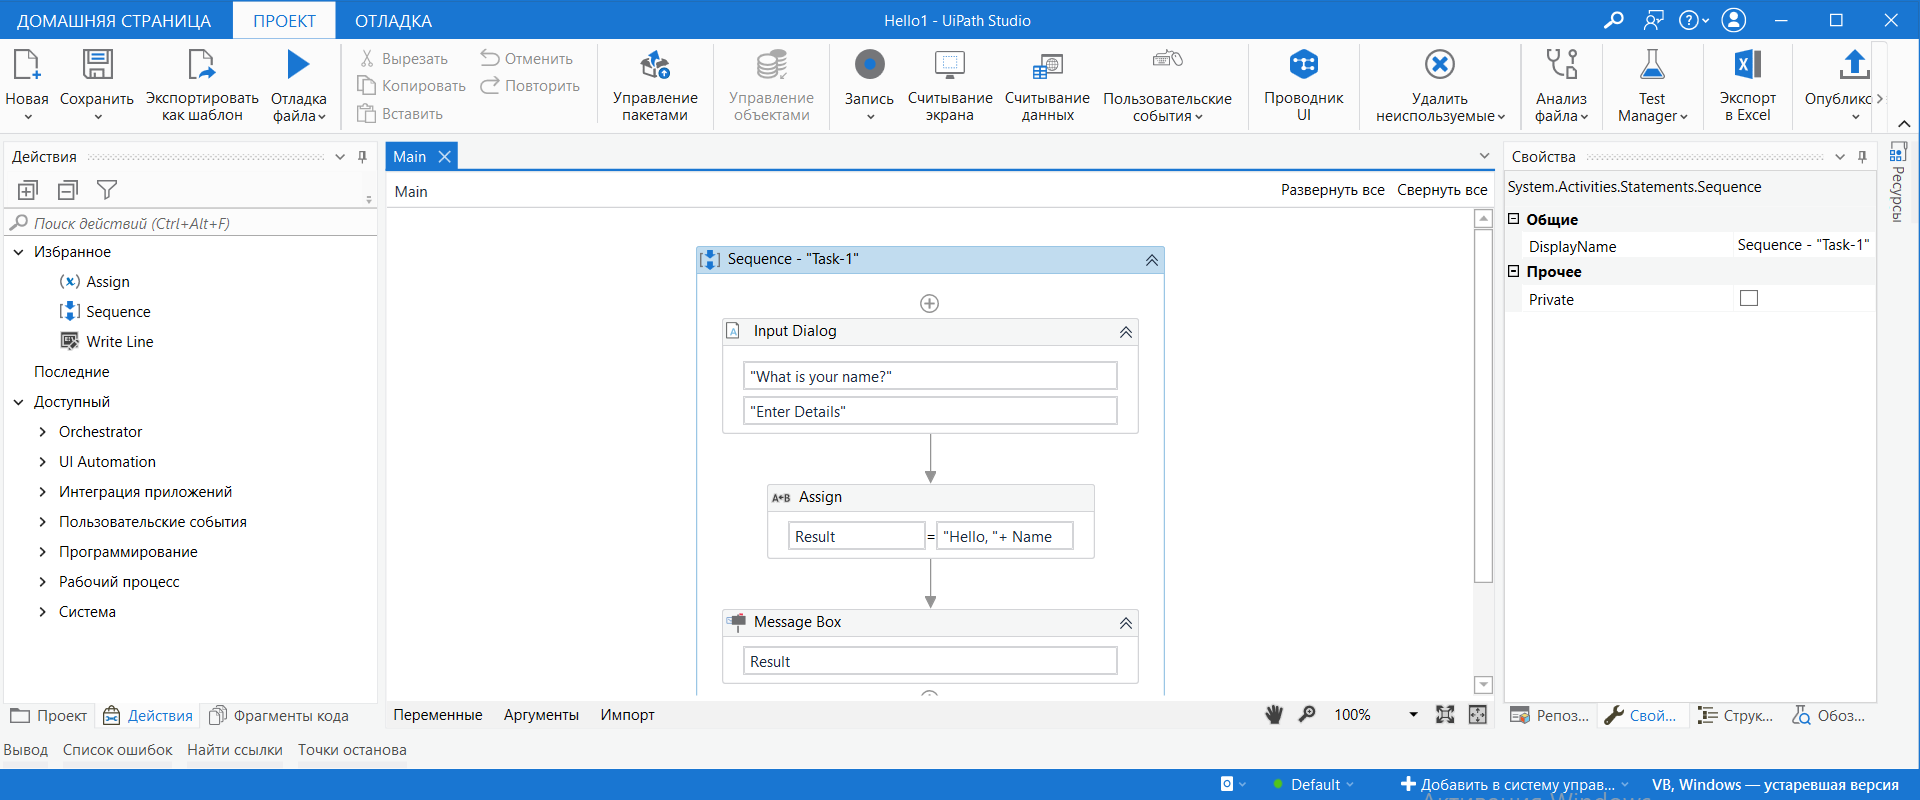 ДОМАШНЯЯ СТРАНИЦА ПРОЕКТ ОТЛАДКА Hello1 - UiPath Studio
Новая
Сохранить
Экспортировать
как шаблон
Отладка
файла
Вырезать
Копировать
Вставить
Отменить
Повторить
Управление
пакетами
Управление
объектами
Запись
Считывание
экрана
Считывание
данных
Пользовательские
события
Проводник
UI
Удалить
неиспользуемые
Анализ
файла
Test
Manager
Экспорт
в Excel
Опубликс
Действия
Поиск действий (Ctrl+Alt+F)
Избранное
Assign
Sequence
Write Line
Последние
Доступный
Orchestrator
UI Automation
Интеграция приложений
Пользовательские события
Программирование
Рабочий процесс
Система
Проект Действия Фрагменты кода
Main
Main Развернуть все Свернуть все
Sequence - "Task-1"
Input Dialog
"What is your name?"
"Enter Details"
A B Assign
Result = "Hello, "+ Name
Message Box
Result
Переменные Аргументы Импорт 100%
Свойства
System.Activities.Statements.Sequence
Общие
DisplayName Sequence - "Task-1"
Прочее
Private
Ресурсы
Репоз... Свой... Струк... Обоз...
Вывод Список ошибок Найти ссылки Точки останова
Default Добавить в систему управ... VB, Windows — устаревшая версия